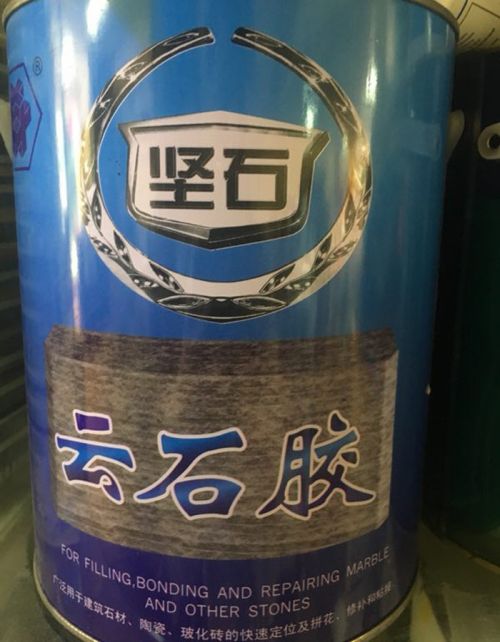 ®
坚石
云石胶
FOR FILLING,BONDING AND REPAIRING MARBLE
AND OTHER STONES
广泛用于建筑石材、陶瓷、玻化砖的快速定位及拼花、修补和粘接